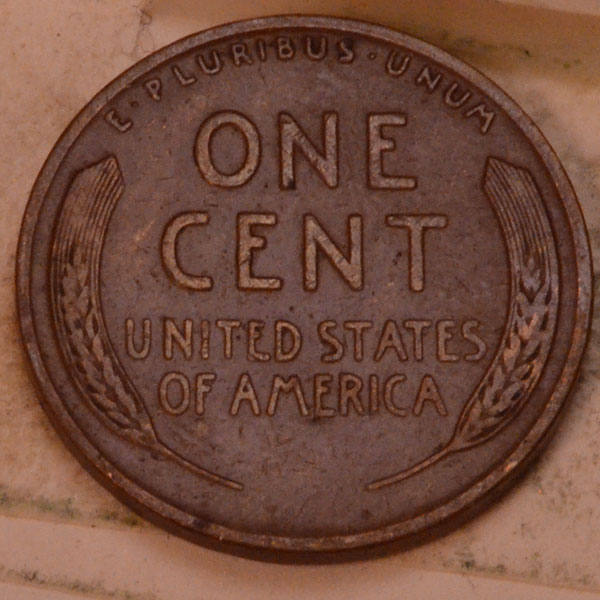 E · PLURIBUS · UNUM
ONE
CENT
UNITED STATES
OF AMERICA